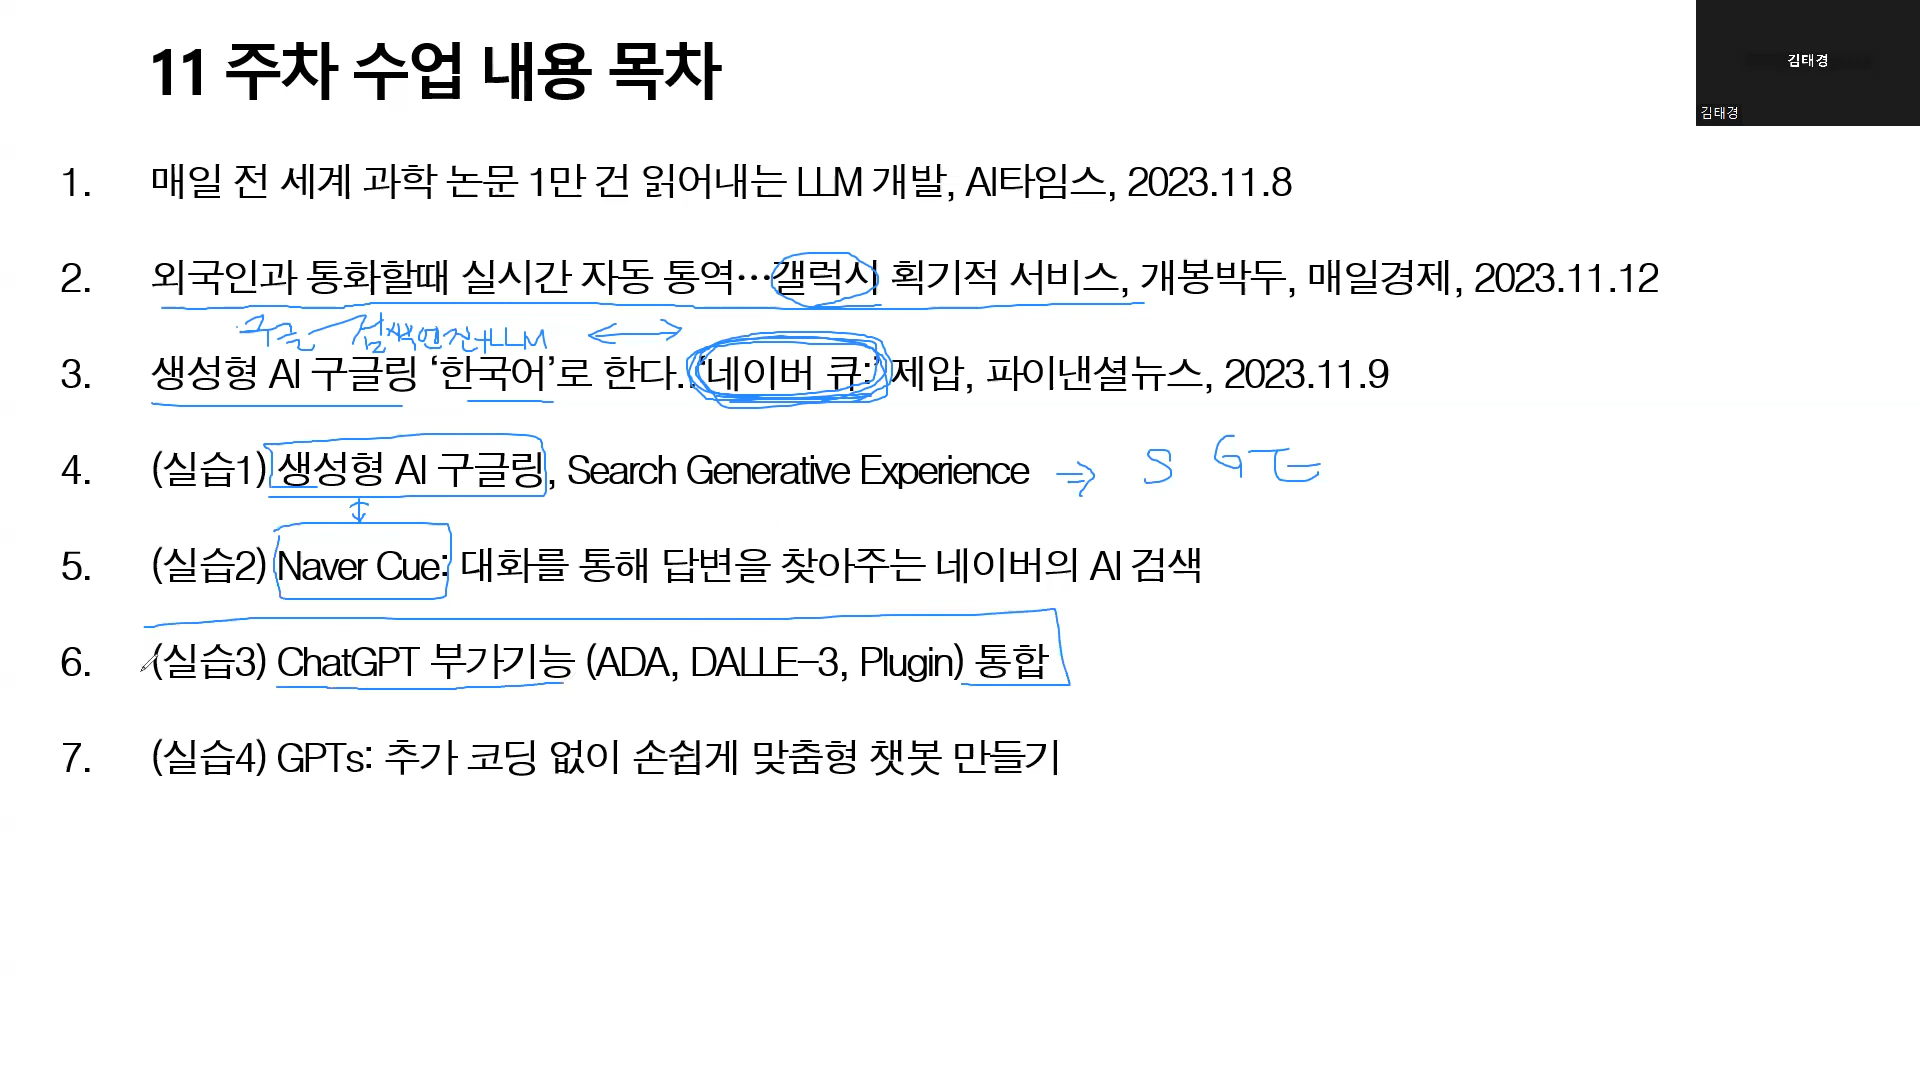 11 주차 수업 내용 목차
김태경
김태경
1. 매일 전 세계 과학 논문 1만 건 읽어내는 LLM 개발, AI타임스, 2023.11.8
2. 외국인과 통화할때 실시간 자동 통역…갤럭시 획기적 서비스, 개봉박두, 매일경제, 2023.11.12
구글 검색엔진+LLM
3. 생성형 AI 구글링 ‘한국어’로 한다..‘네이버 큐:’ 제압, 파이낸셜뉴스, 2023.11.9
4. (실습1) 생성형 AI 구글링, Search Generative Experience ⇒ S G E
5. (실습2) Naver Cue: 대화를 통해 답변을 찾아주는 네이버의 AI 검색
6. (실습3) ChatGPT 부가기능 (ADA, DALLE-3, Plugin) 통합
7. (실습4) GPTs: 추가 코딩 없이 손쉽게 맞춤형 챗봇 만들기